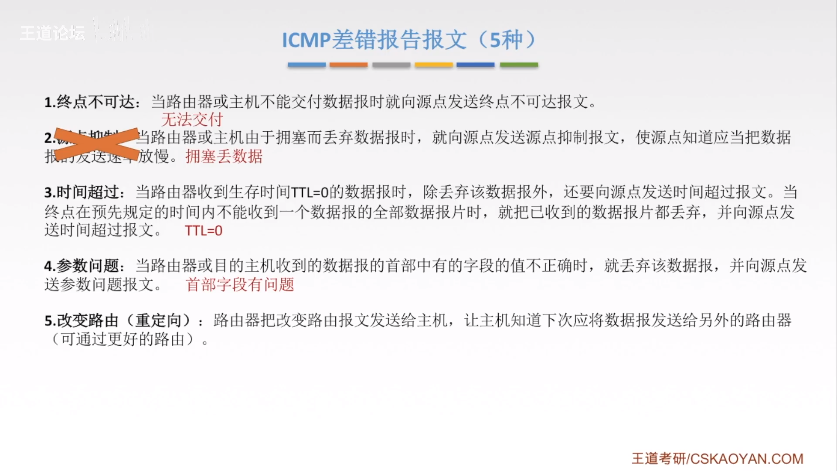 王道论坛
ICMP差错报告报文（5种）
1.终点不可达：当路由器或主机不能交付数据报时就向源点发送终点不可达报文。
无法交付
2.源点抑制：当路由器或主机由于拥塞而丢弃数据报时，就向源点发送源点抑制报文，使源点知道应当把数据
报的发送速率放慢。拥塞丢数据
3.时间超过：当路由器收到生存时间TTL=0的数据报时，除丢弃该数据报外，还要向源点发送时间超过报文。当
终点在预先规定的时间内不能收到一个数据报的全部数据报片时，就把已收到的数据报片都丢弃，并向源点发
送时间超过报文。 TTL=0
4.参数问题：当路由器或目的主机收到的数据报的首部中有的字段的值不正确时，就丢弃该数据报，并向源点发
送参数问题报文。 首部字段有问题
5.改变路由（重定向）：路由器把改变路由报文发送给主机，让主机知道下次应将数据报发送给另外的路由器
（可通过更好的路由）。
王道考研/CSKAOYAN.COM